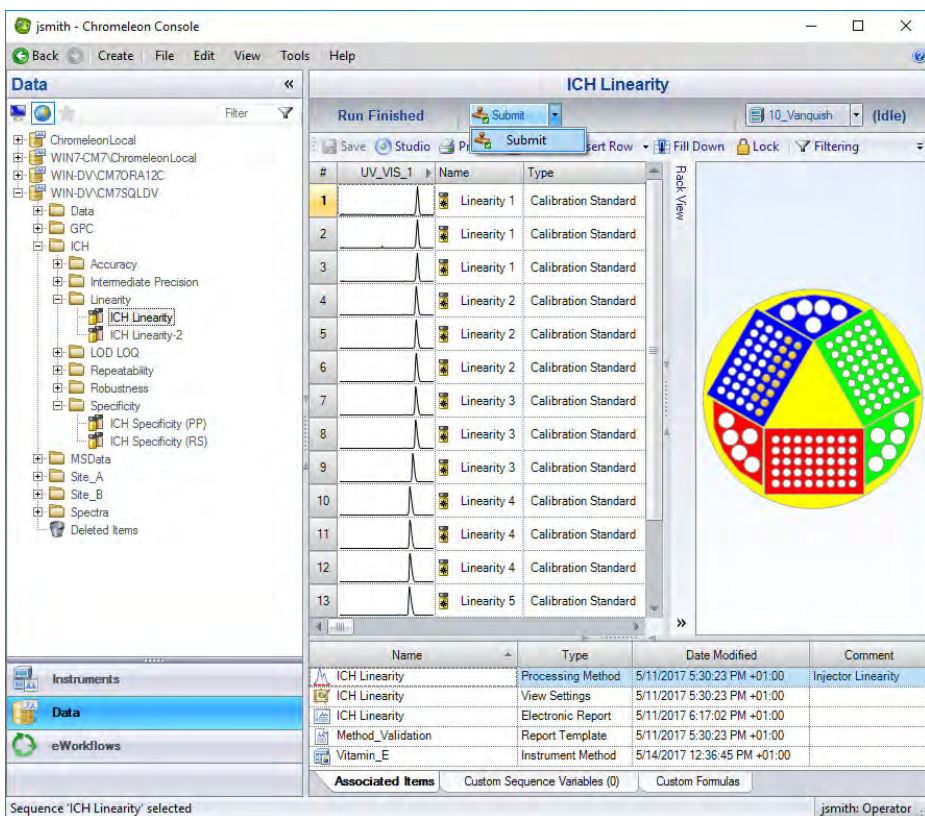 jsmith - Chromeleon Console
Back Create File Edit View Tools Help
Data «
Filter
ChromeleonLocal
WIN7-CM7\ChromeleonLocal
WIN-DV\CM7ORA12C
WIN-DV\CM7SQLDV
Data
GPC
ICH
Accuracy
Intermediate Precision
Linearity
ICH Linearity
ICH Linearity-2
LOD LOQ
Repeatability
Robustness
Specificity
ICH Specificity (PP)
ICH Specificity (RS)
MSData
Site_A
Site_B
Spectra
Deleted Items
Instruments
Data
eWorkflows
ICH Linearity
Run Finished Submit 10_Vanquish (Idle)
Submit
Save Studio Row Fill Down Lock Filtering
# UV_VIS_1 Name Type
1 Linearity 1 Calibration Standard
2 Linearity 1 Calibration Standard
3 Linearity 1 Calibration Standard
4 Linearity 2 Calibration Standard
5 Linearity 2 Calibration Standard
6 Linearity 2 Calibration Standard
7 Linearity 3 Calibration Standard
8 Linearity 3 Calibration Standard
9 Linearity 3 Calibration Standard
10 Linearity 4 Calibration Standard
11 Linearity 4 Calibration Standard
12 Linearity 4 Calibration Standard
13 Linearity 5 Calibration Standard
Rack View
»
Name Type Date Modified Comment
ICH Linearity Processing Method 5/11/2017 5:30:23 PM +01:00 Injector Linearity
ICH Linearity View Settings 5/11/2017 5:30:23 PM +01:00
ICH Linearity Electronic Report 5/11/2017 6:17:02 PM +01:00
Method_Validation Report Template 5/11/2017 5:30:23 PM +01:00
Vitamin_E Instrument Method 5/14/2017 12:36:45 PM +01:00
Associated Items Custom Sequence Variables (0) Custom Formulas
Sequence 'ICH Linearity' selected jsmith: Operator